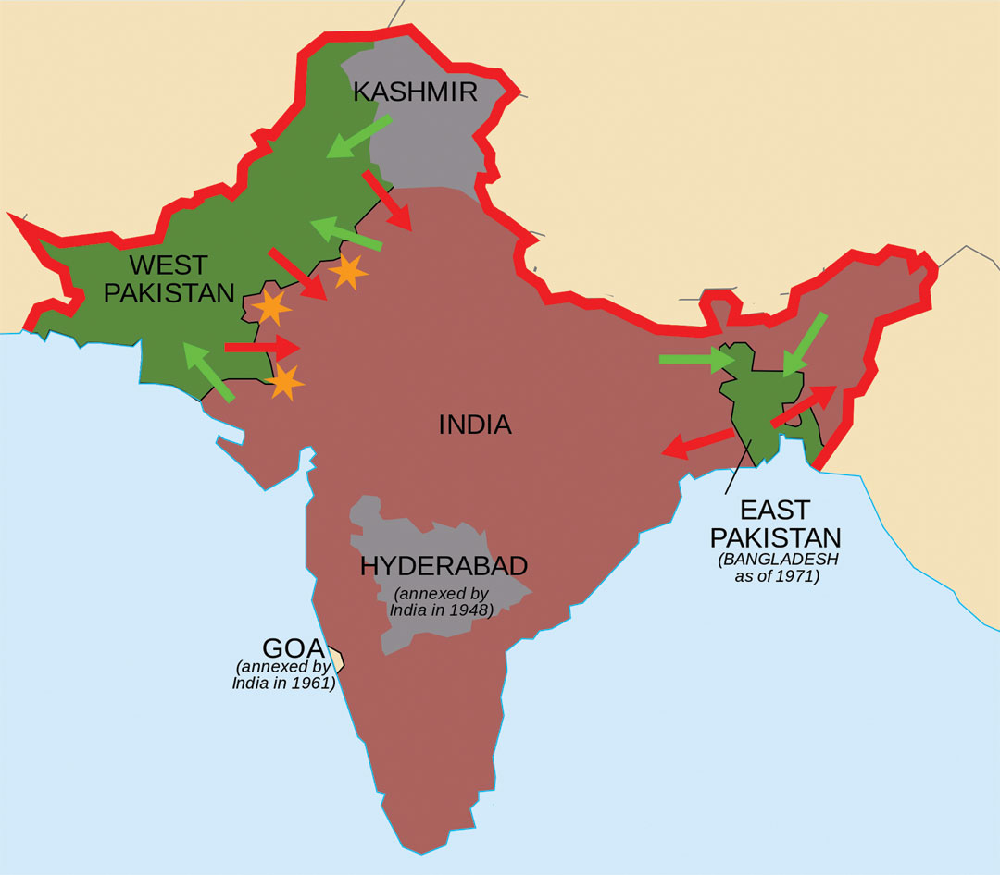 KASHMIR
WEST
PAKISTAN
INDIA
EAST
PAKISTAN
(BANGLADESH
as of 1971)
HYDERABAD
(annexed by
India in 1948)
GOA
(annexed by
India in 1961)